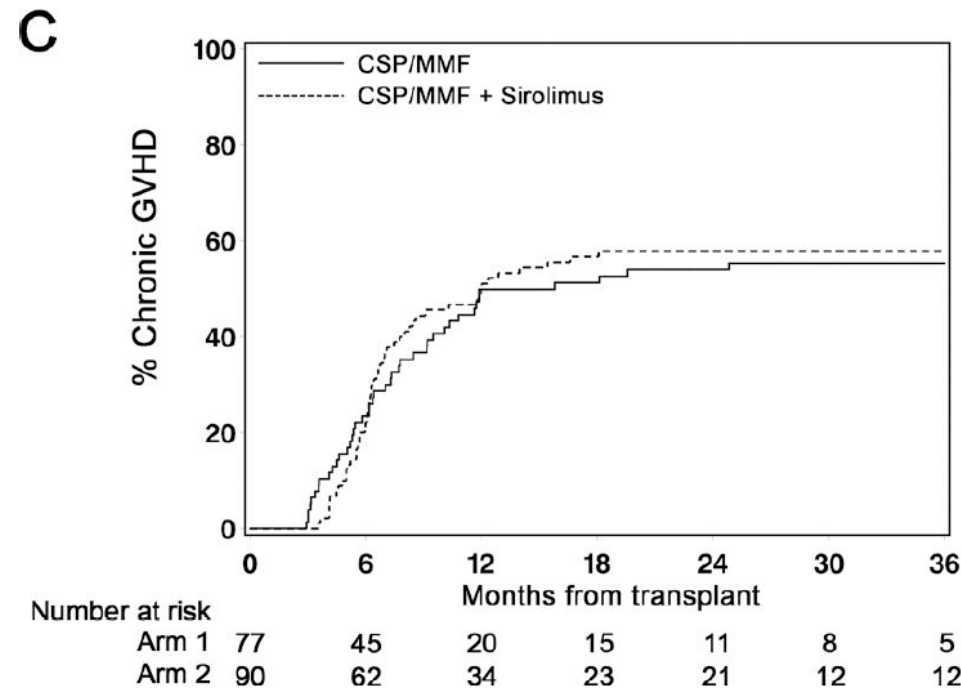 C
100
80
60
40
20
0
% Chronic GVHD
CSP/MMF
CSP/MMF + Sirolimus
0 6 12 18 24 30 36
Months from transplant
Number at risk
Arm 1 77 45 20 15 11 8 5
Arm 2 90 62 34 23 21 12 12